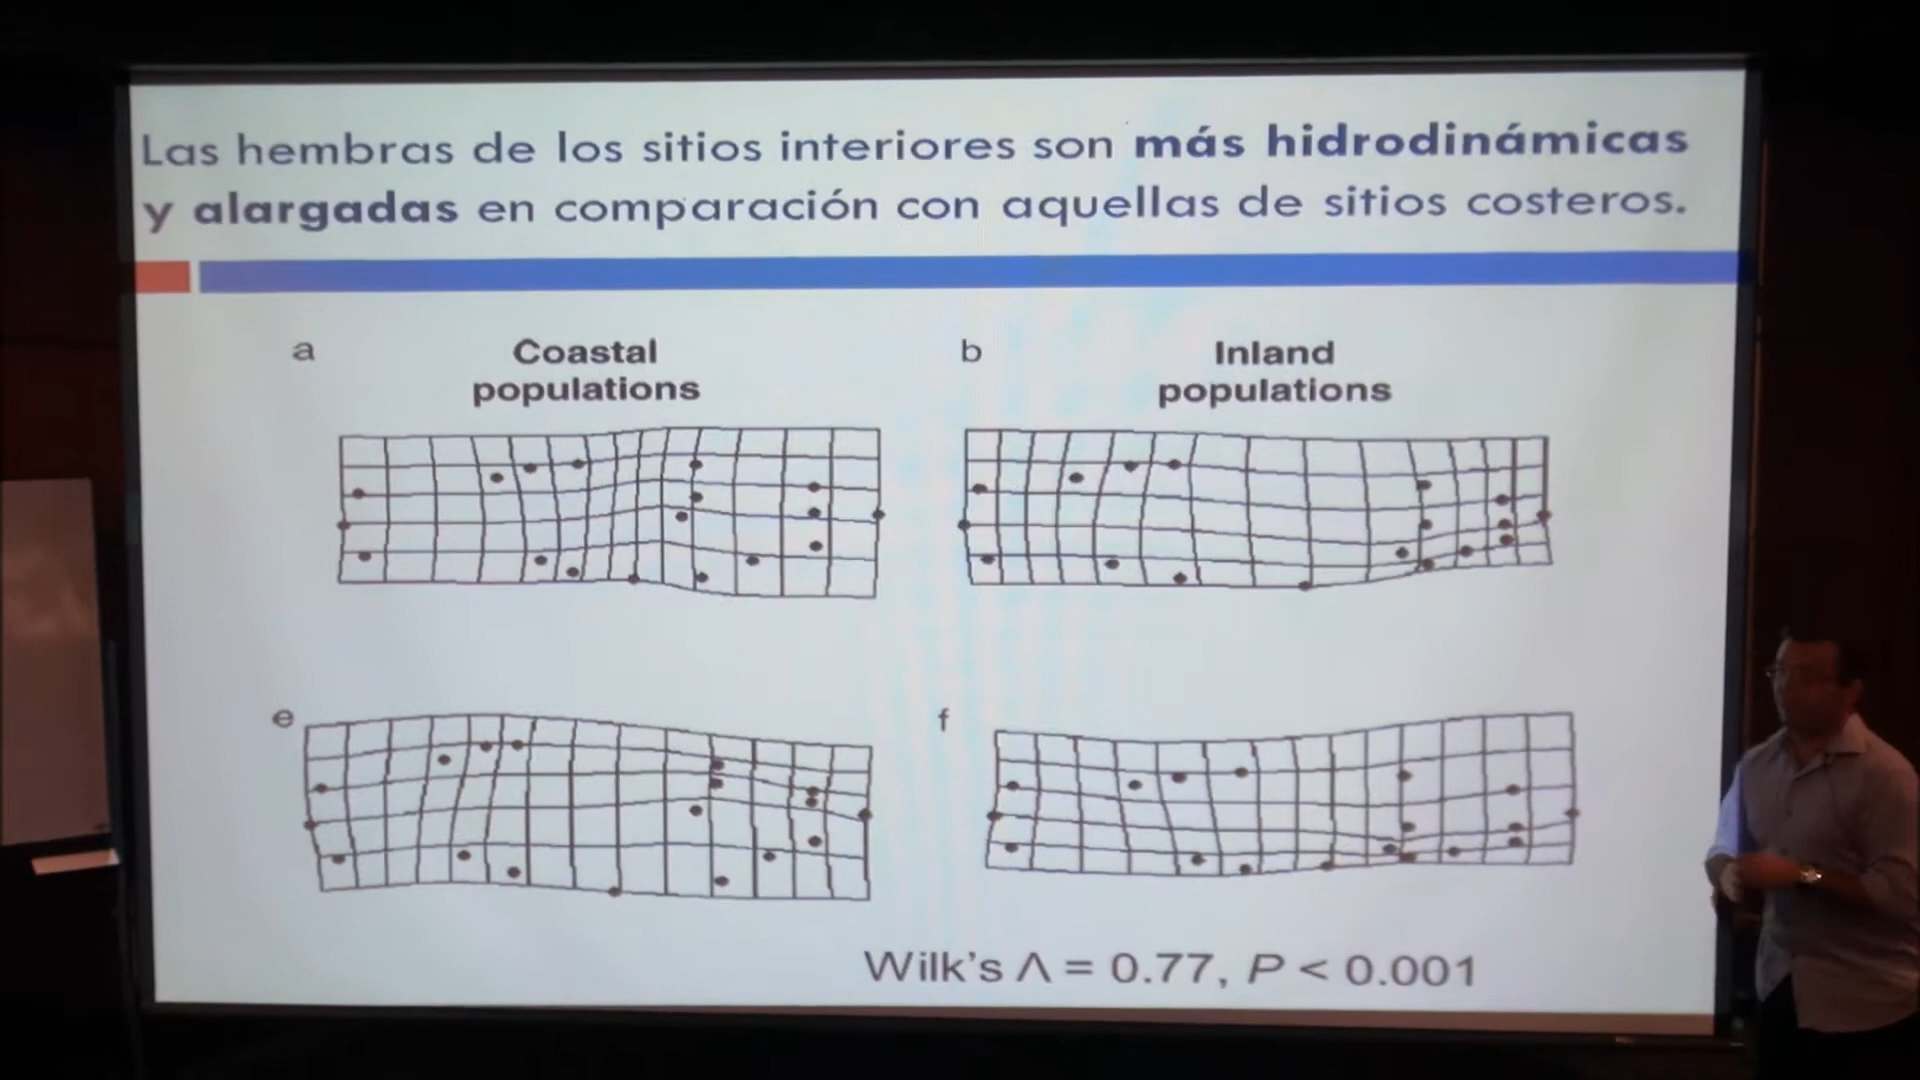 Las hembras de los sitios interiores son más hidrodinámicas
y alargadas en comparación con aquellas de sitios costeros.
a
Coastal
populations
b
Inland
populations
e
f
Wilk's Λ = 0.77, P < 0.001